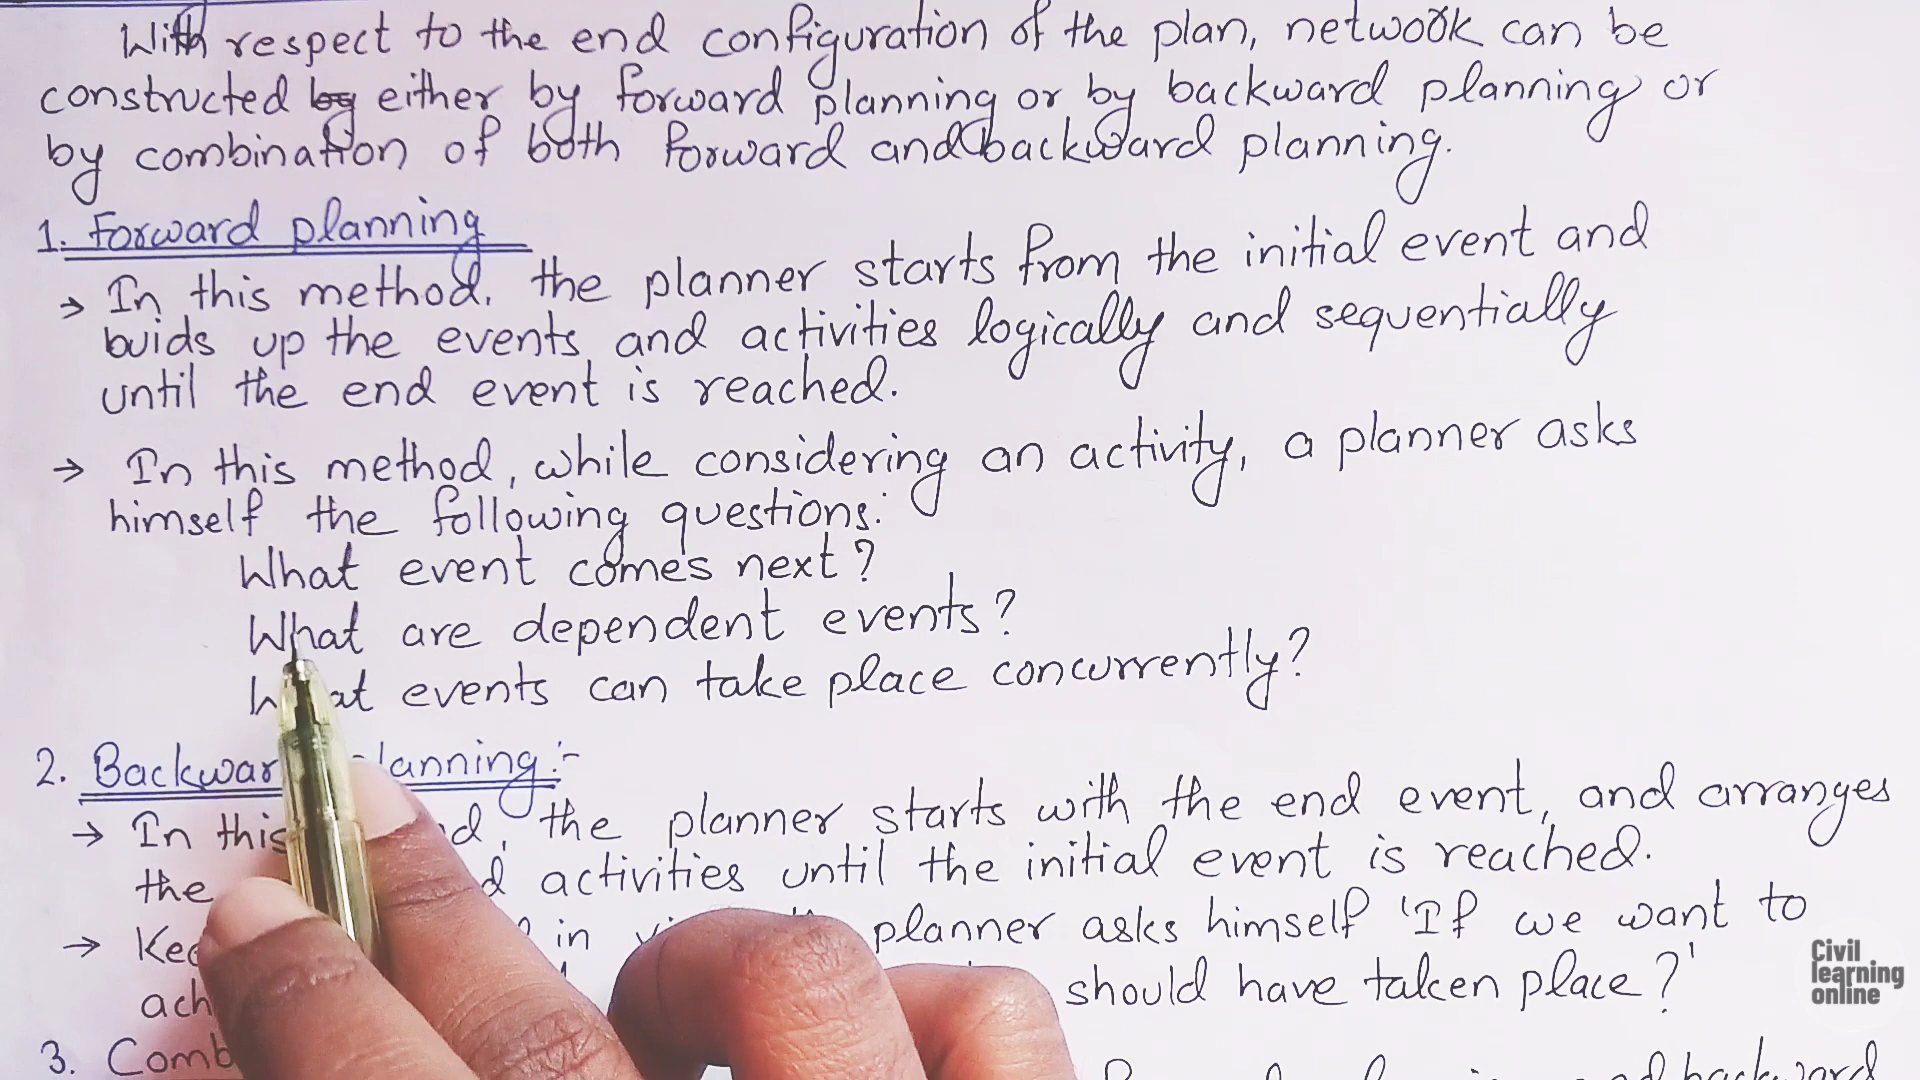 With respect to the end configuration of the plan, network can be
constructed by either by forward planning or by backward planning or
by combination of both forward and backward planning.
1. Forward planning
→ In this method, the planner starts from the initial event and
buids up the events and activities logically and sequentially
until the end event is reached.
→ In this method, while considering an activity, a planner asks
himself the following questions:
What event comes next?
What are dependent events?
What events can take place concurrently?
2. Backward planning :-
→ In this the planner starts with the end event, and arranges
the activities until the initial event is reached.
→ in planner asks himself 'If we want to
should have taken place?'
3.
backward
Civil
learning
online